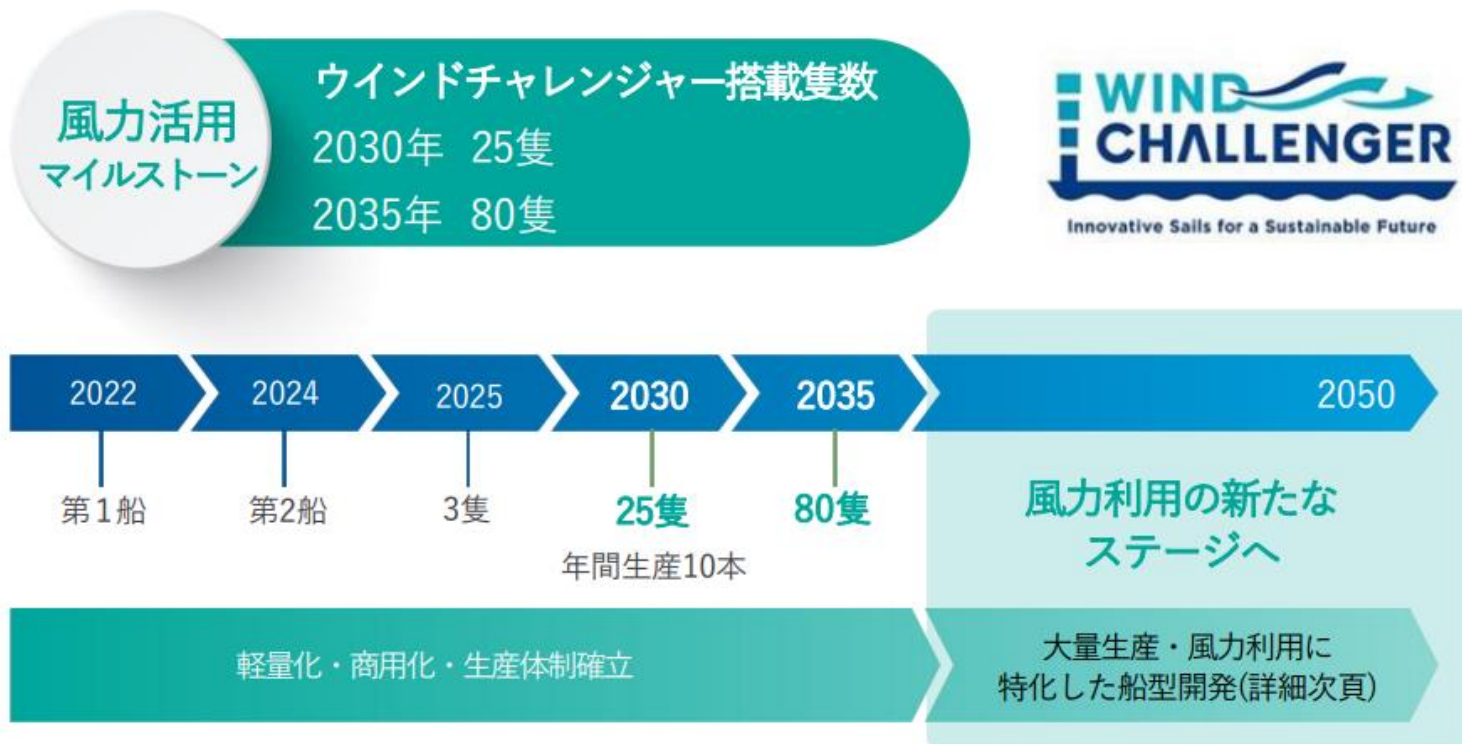 風力活用
マイルストーン
ウインドチャレンジャー搭載隻数
2030年 25隻
2035年 80隻
WIND
CHALLENGER
Innovative Sails for a Sustainable Future
2022
2024
2025
2030
2035
2050
第1船
第2船
3隻
25隻
80隻
年間生産10本
風力利用の新たな
ステージへ
軽量化・商用化・生産体制確立
大量生産・風力利用に
特化した船型開発(詳細次頁)